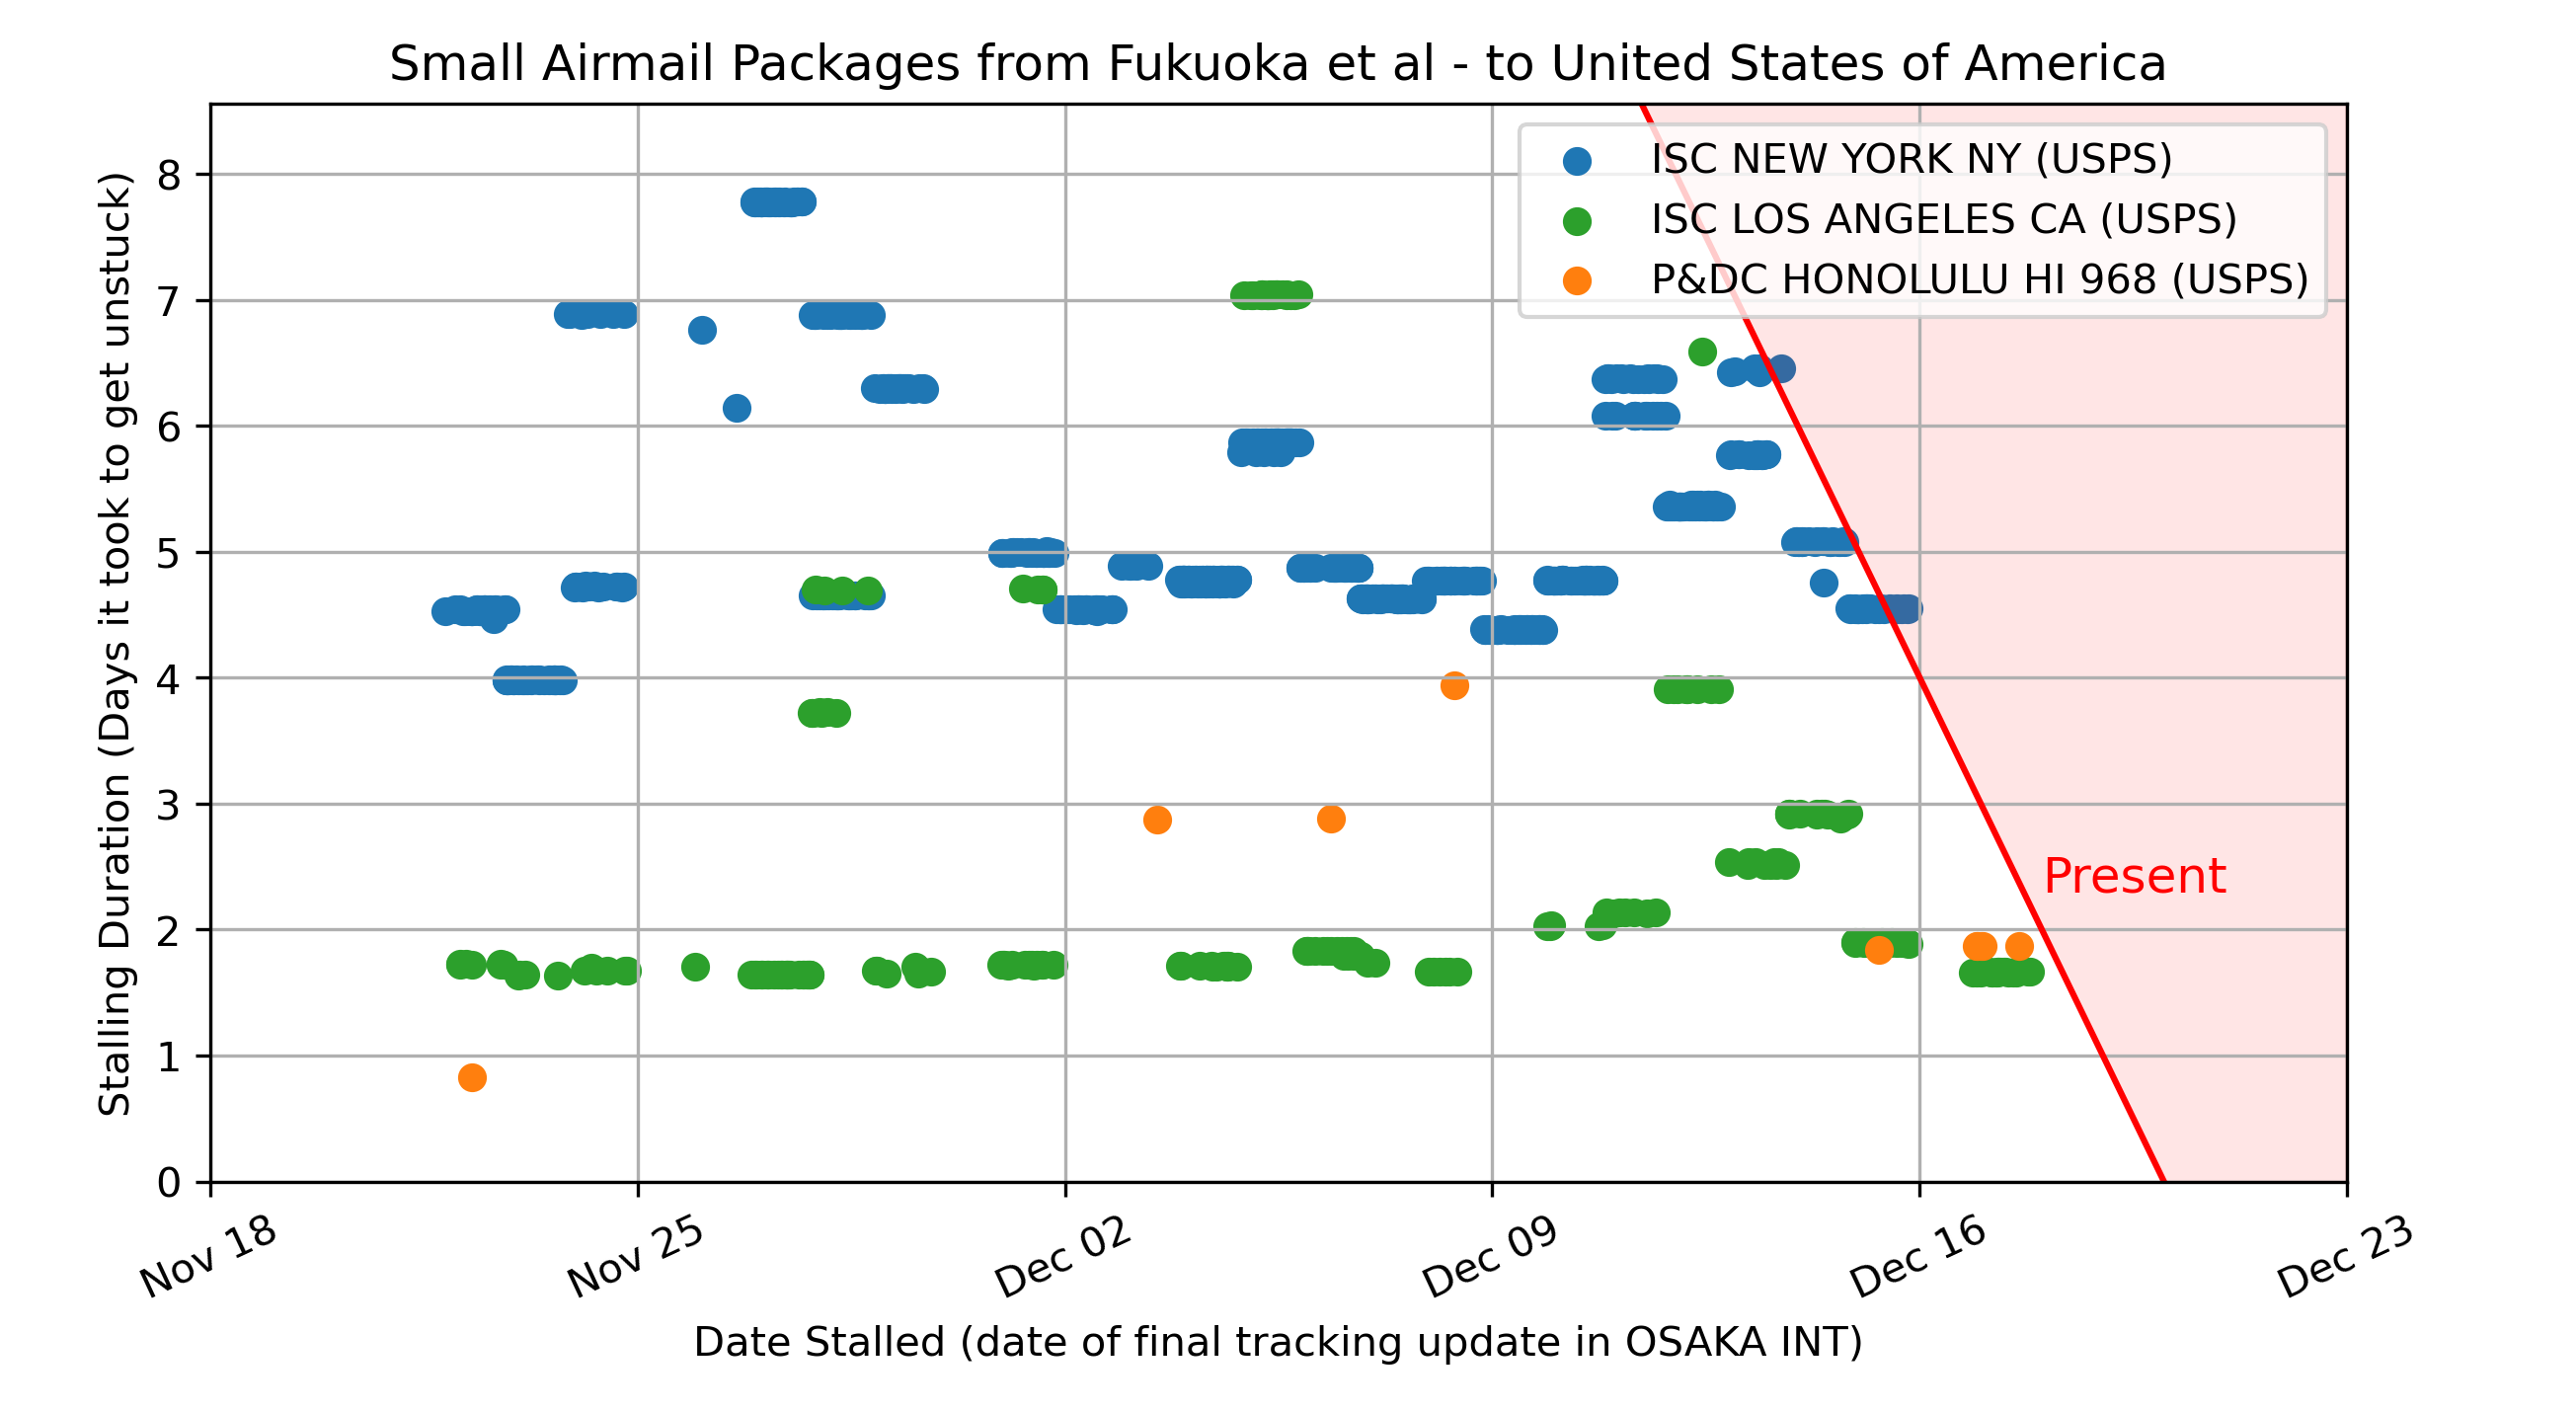 Small Airmail Packages from Fukuoka et al - to United States of America
Stalling Duration (Days it took to get unstuck)
8
7
6
5
4
3
2
1
0
ISC NEW YORK NY (USPS)
ISC LOS ANGELES CA (USPS)
P&DC HONOLULU HI 968 (USPS)
Present
Nov 18
Nov 25
Dec 02
Dec 09
Dec 16
Dec 23
Date Stalled (date of final tracking update in OSAKA INT)